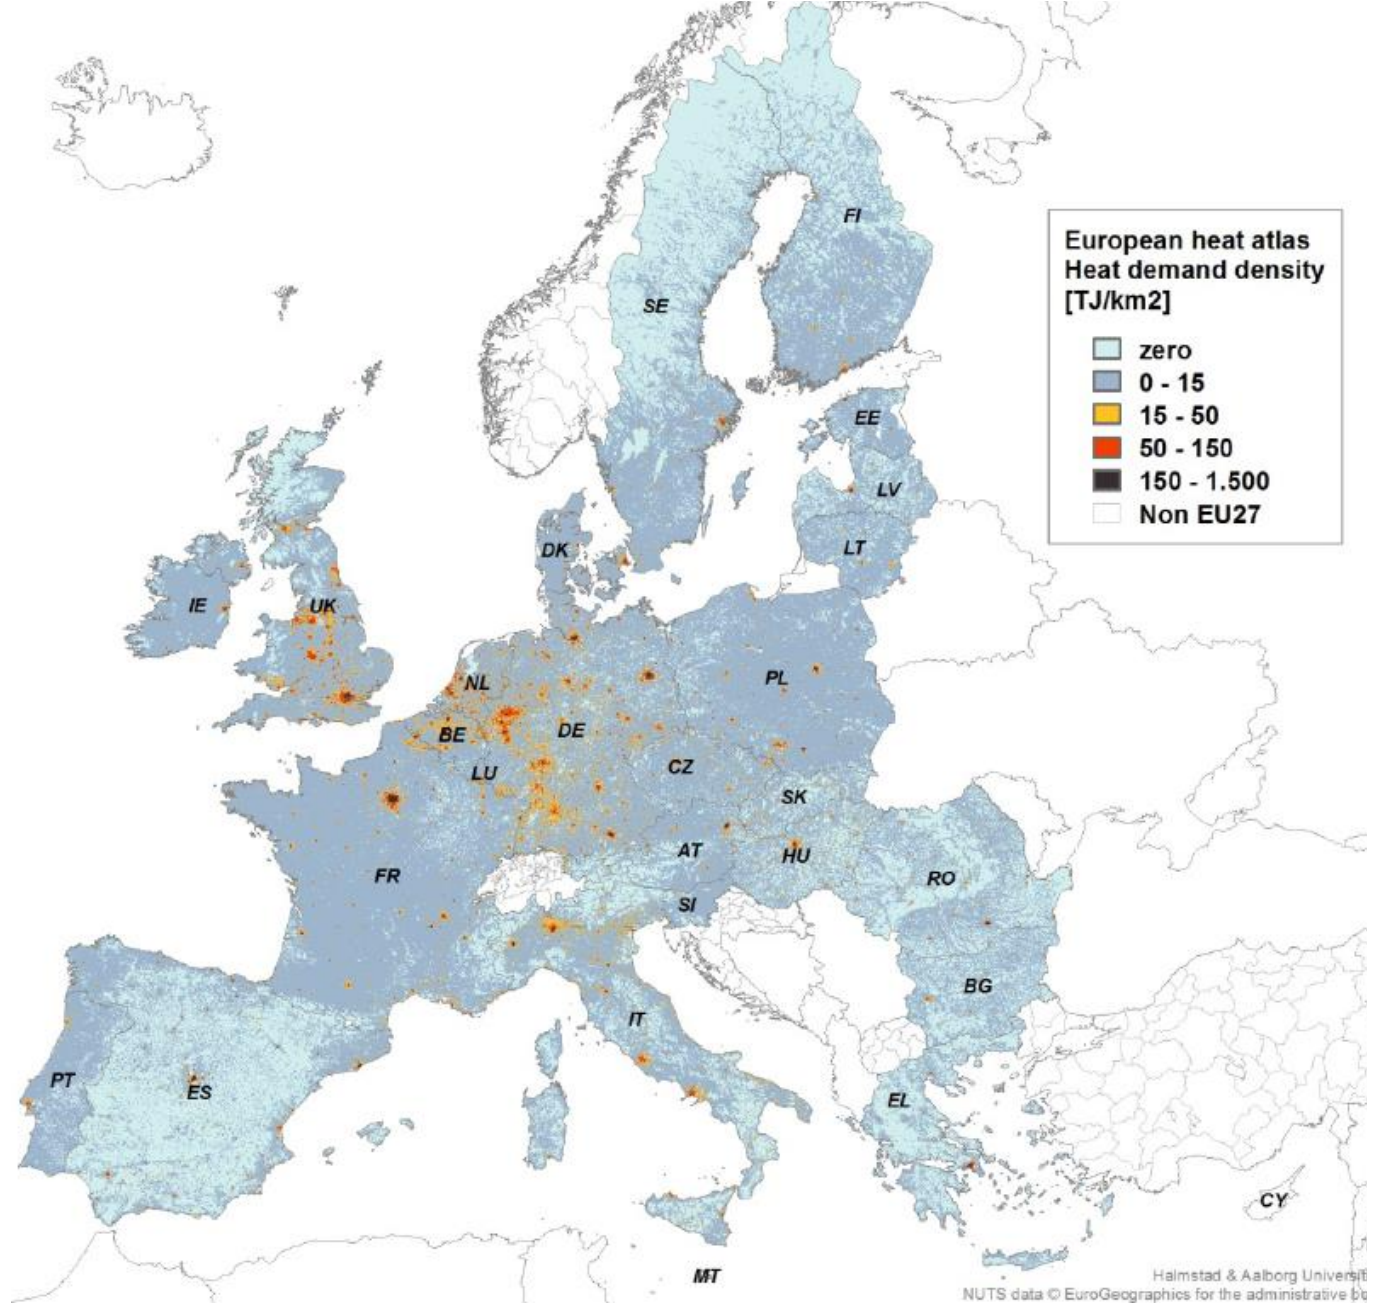 FI
SE
European heat atlas
Heat demand density
[TJ/km2]
zero
0 - 15
15 - 50
50 - 150
150 - 1.500
Non EU27
EE
LV
LT
DK
IE
UK
NL
PL
BE
DE
LU
CZ
SK
AT
HU
FR
RO
SI
BG
IT
PT
ES
EL
CY
MT
Halmstad & Aalborg Universit
NUTS data © EuroGeographics for the administrative bo